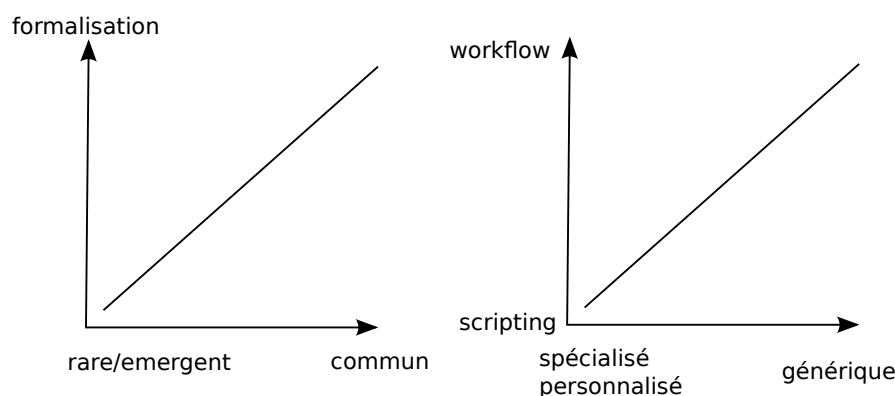 formalisation
rare/emergent
commun
workflow
scripting
spécialisé
personnalisé
générique